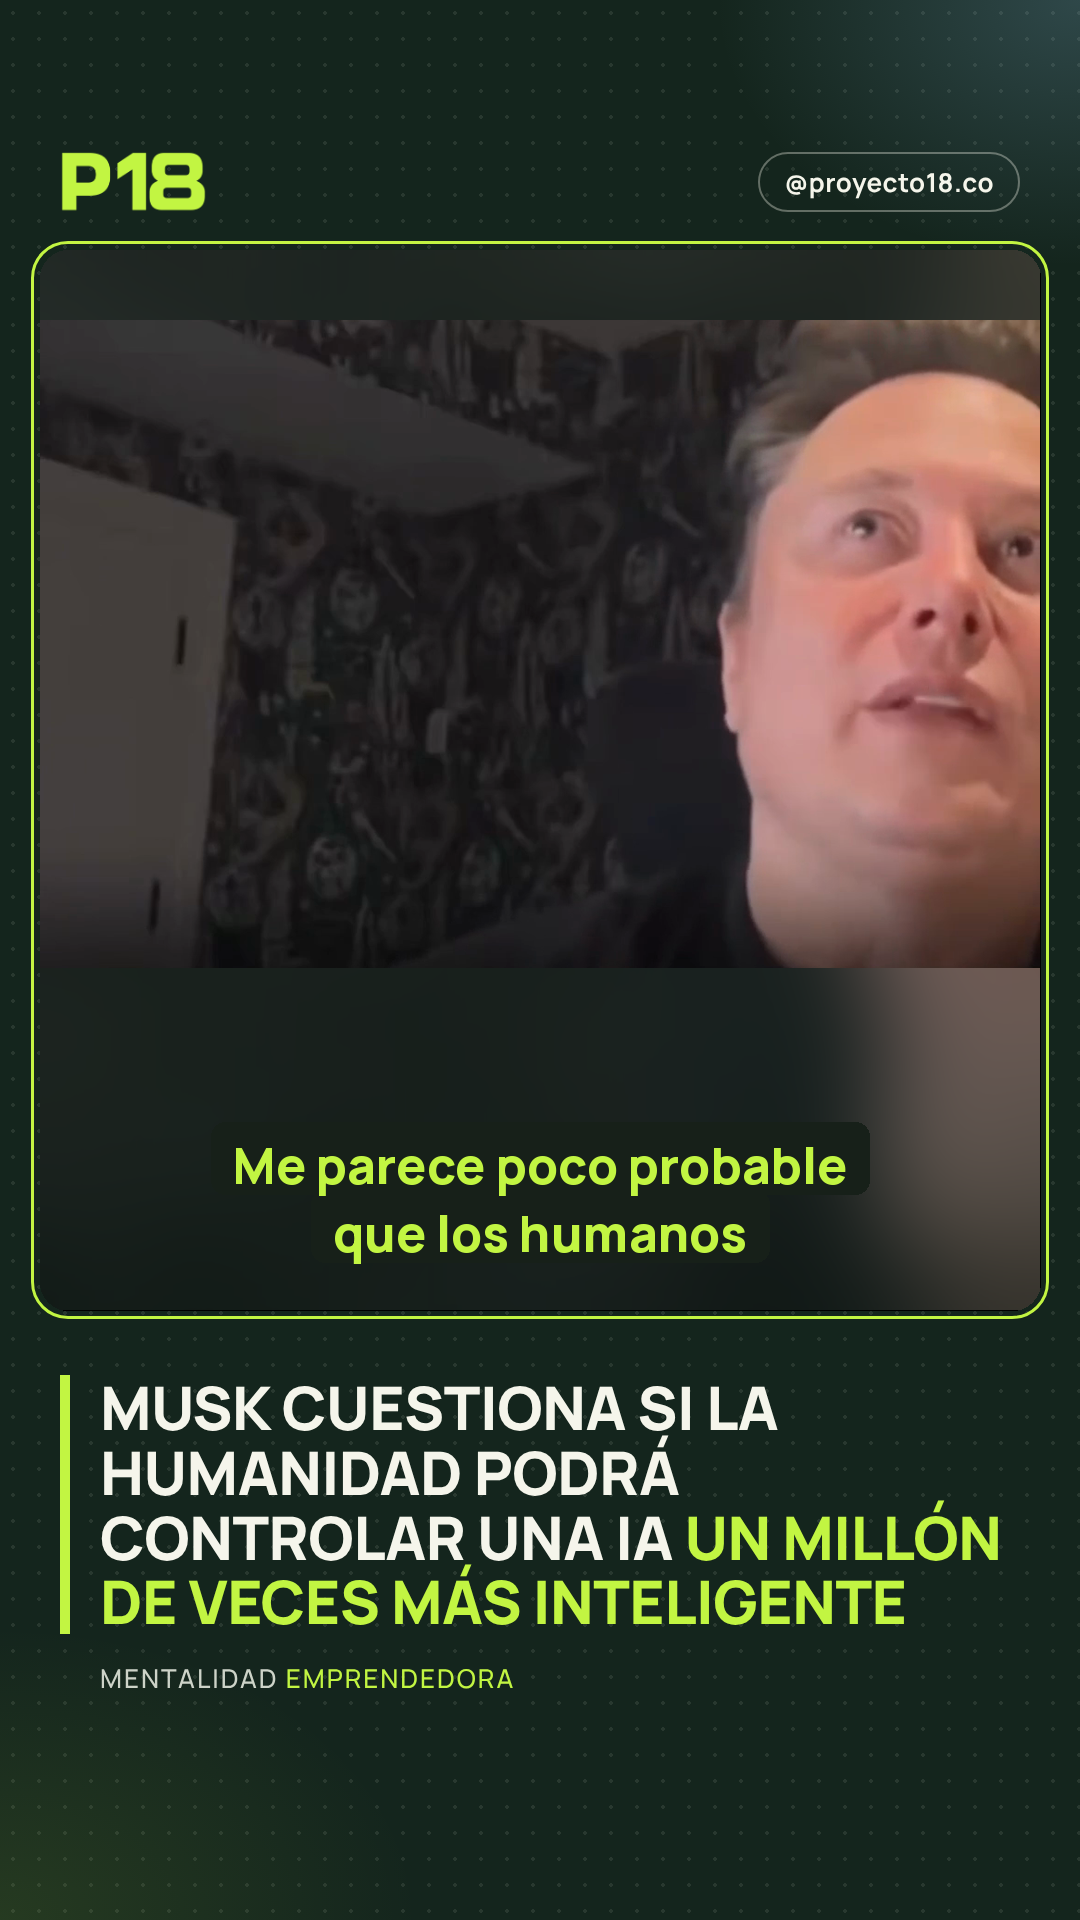 P18
@proyecto18.co
Me parece poco probable
que los humanos
MUSK CUESTIONA SI LA
HUMANIDAD PODRÁ
CONTROLAR UNA IA UN MILLÓN
DE VECES MÁS INTELIGENTE
MENTALIDAD EMPRENDEDORA